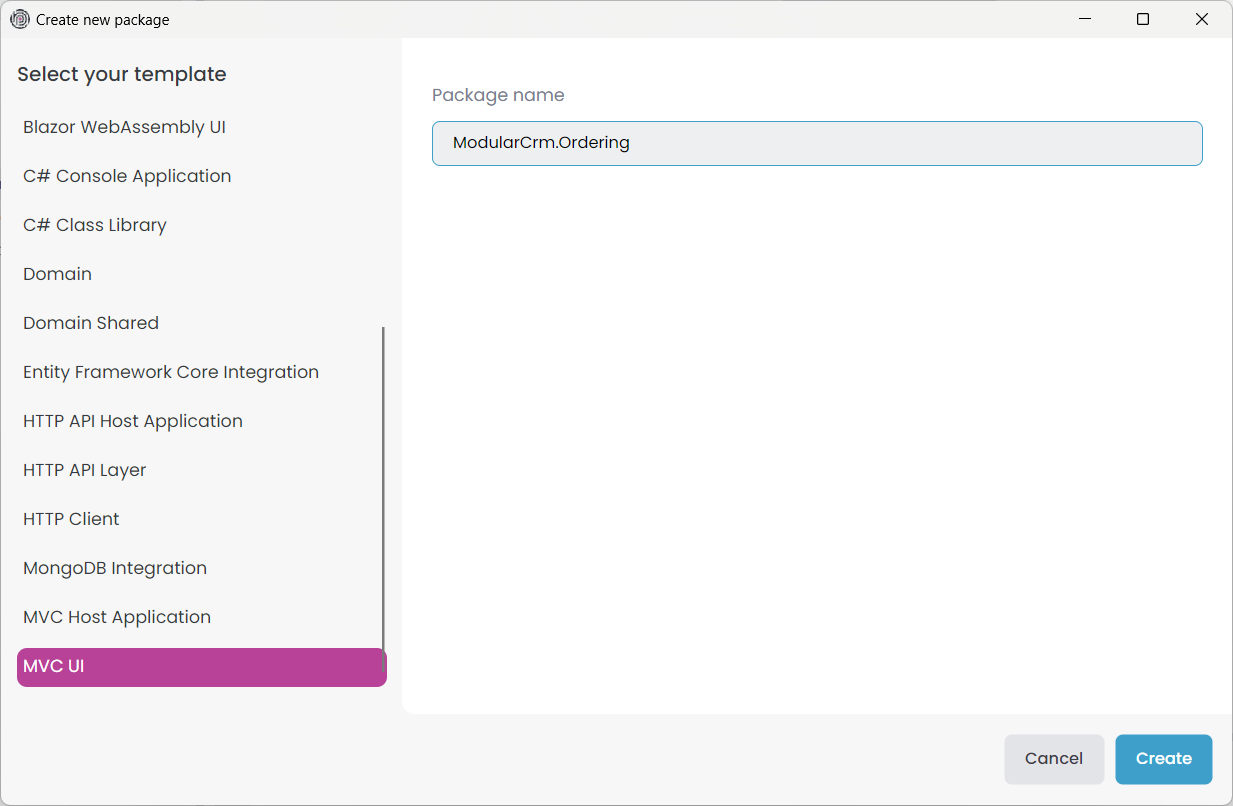 Create new package
Select your template
Blazor WebAssembly UI
C# Console Application
C# Class Library
Domain
Domain Shared
Entity Framework Core Integration
HTTP API Host Application
HTTP API Layer
HTTP Client
MongoDB Integration
MVC Host Application
MVC UI
Package name
ModularCrm.Ordering
Cancel
Create